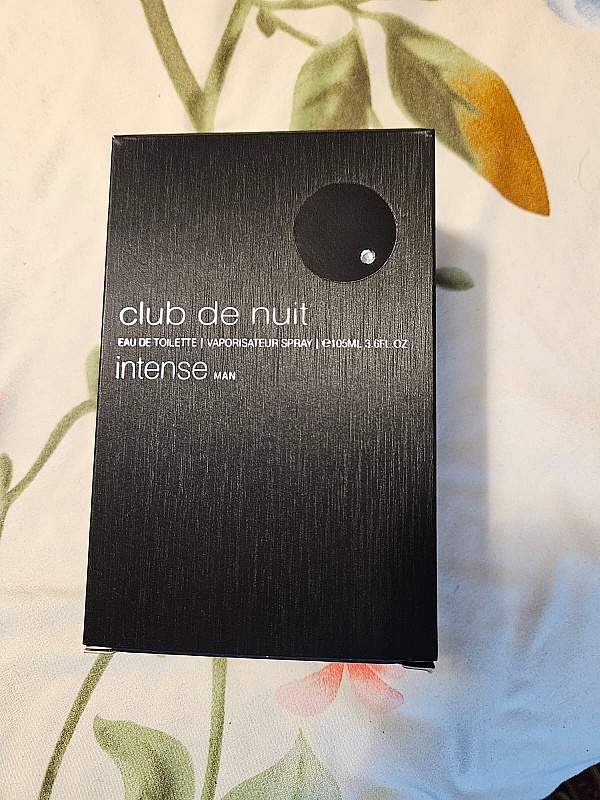 club de nuit
EAU DE TOILETTE | VAPORISATEUR SPRAY | ℮105ML 3.6FL.OZ
intense MAN